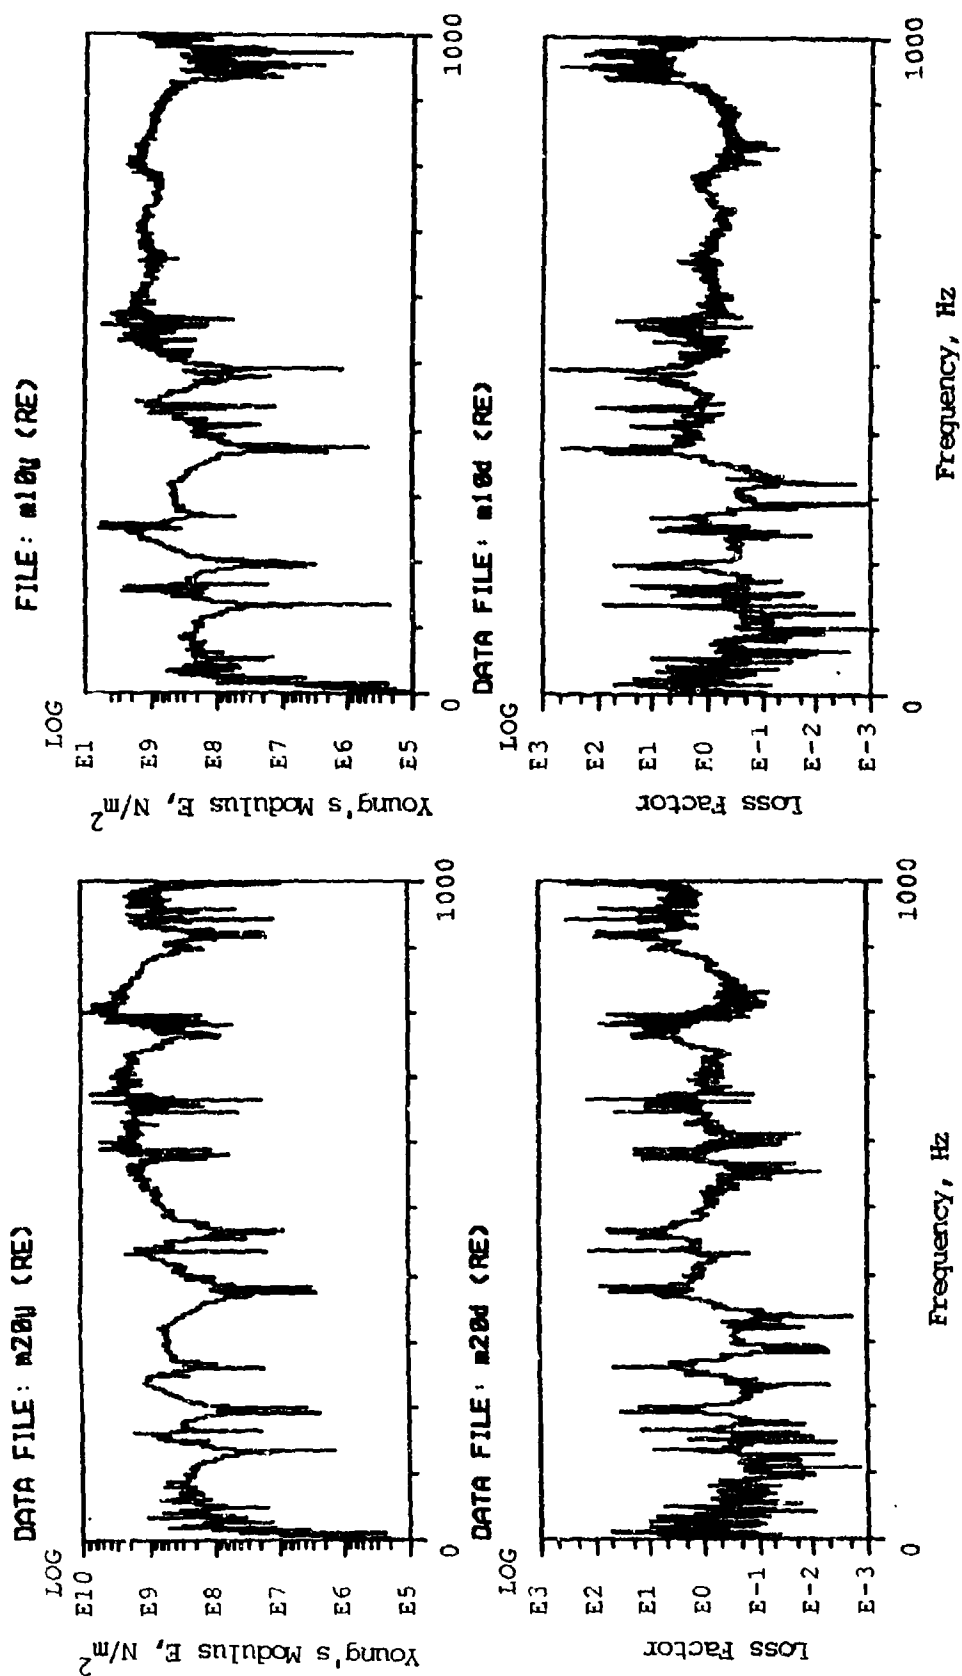 DATA FILE: m20y (RE)
LOG
E10
E9
E8
E7
E6
E5
Young's Modulus E, N/m2
0
1000
DATA FILE: m20d (RE)
LOG
E3
E2
E1
E0
E-1
E-2
E-3
Loss Factor
0
1000
Frequency, Hz
FILE: m10y (RE)
LOG
E1
E9
E8
E7
E6
E5
Young's Modulus E, N/m2
0
1000
DATA FILE: m10d (RE)
LOG
E3
E2
E1
E0
E-1
E-2
E-3
Loss Factor
0
1000
Frequency, Hz